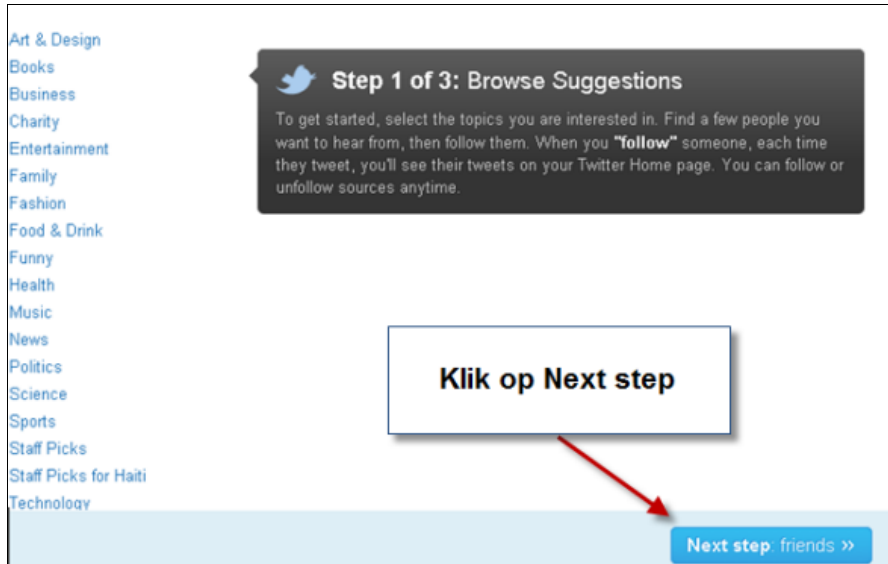 Art & Design
Books
Business
Charity
Entertainment
Family
Fashion
Food & Drink
Funny
Health
Music
News
Politics
Science
Sports
Staff Picks
Staff Picks for Haiti
Technology
Step 1 of 3: Browse Suggestions
To get started, select the topics you are interested in. Find a few people you
want to hear from, then follow them. When you "follow" someone, each time
they tweet, you'll see their tweets on your Twitter Home page. You can follow or
unfollow sources anytime.
Klik op Next step
Next step: friends »